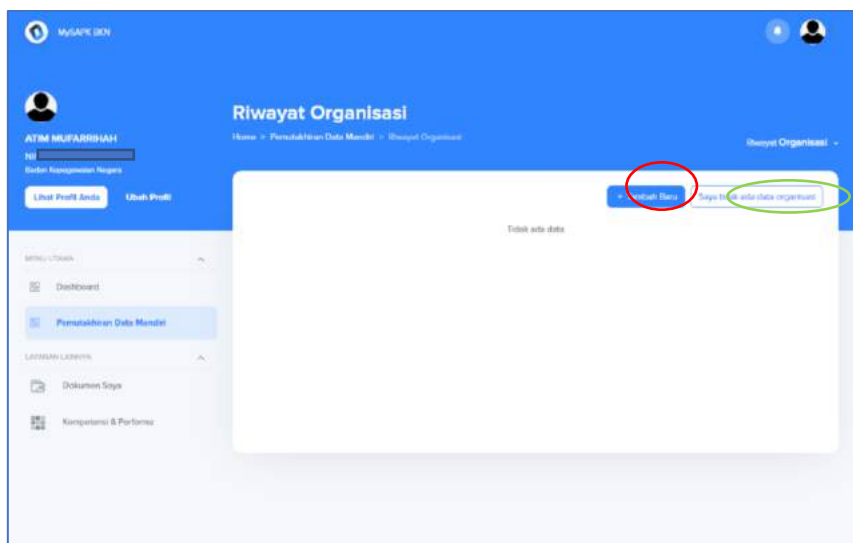 MySAPK BKN
Riwayat Organisasi
Home > Pemutakhiran Data Mandiri > Riwayat Organisasi
Riwayat Organisasi
ATIM MUFARRIHAH
NI
Badan Kepegawaian Negara
Lihat Profil Anda
Ubah Profil
+ Tambah Baru
Saya tidak ada data organisasi
Tidak ada data
MENU UTAMA
Dashboard
Pemutakhiran Data Mandiri
LAYANAN LAINNYA
Dokumen Saya
Kompetensi & Performa